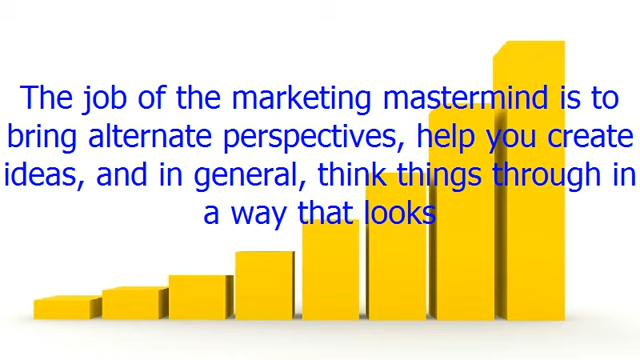 The job of the marketing mastermind is to
bring alternate perspectives, help you create
ideas, and in general, think things through in
a way that looks